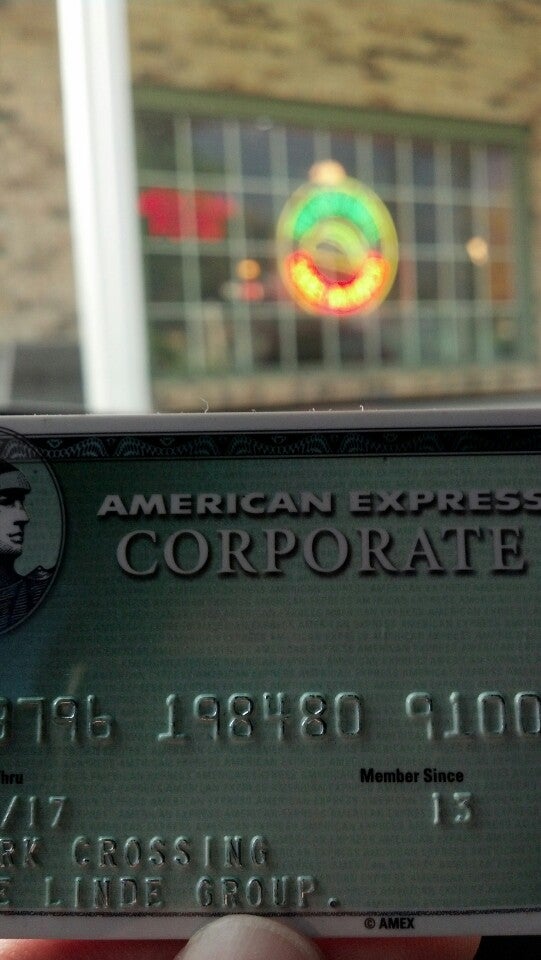 AMERICAN EXPRESS
CORPORATE
3796 198480 9100
hru Member Since
/17 13
RK CROSSING
E LINDE GROUP.
© AMEX